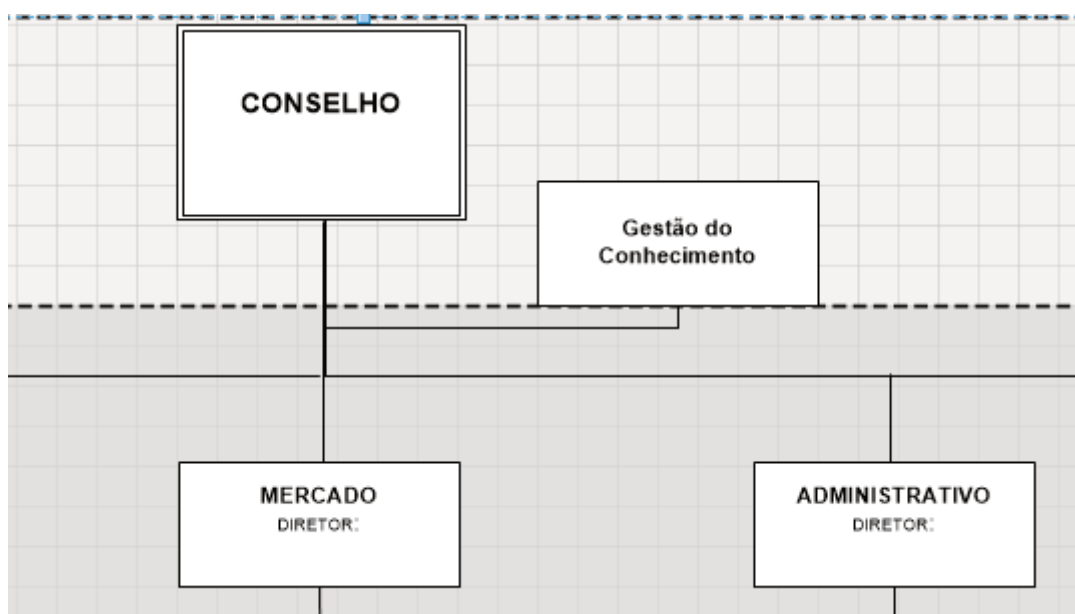 CONSELHO
Gestão do
Conhecimento
MERCADO
DIRETOR:
ADMINISTRATIVO
DIRETOR: